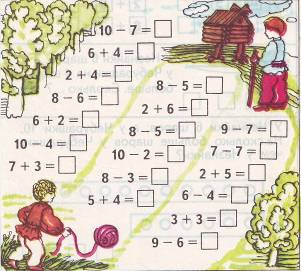 10 − 7 = □
6 + 4 = □
2 + 4 = □
8 − 6 = □
6 + 2 = □
10 − 4 = □
7 + 3 = □
8 − 5 = □
2 + 6 = □
8 − 5 = □
10 − 2 = □
8 − 3 = □
5 + 4 = □
9 − 7 = □
2 + 7 = □
2 + 5 = □
6 − 4 = □
3 + 3 = □
9 − 6 = □